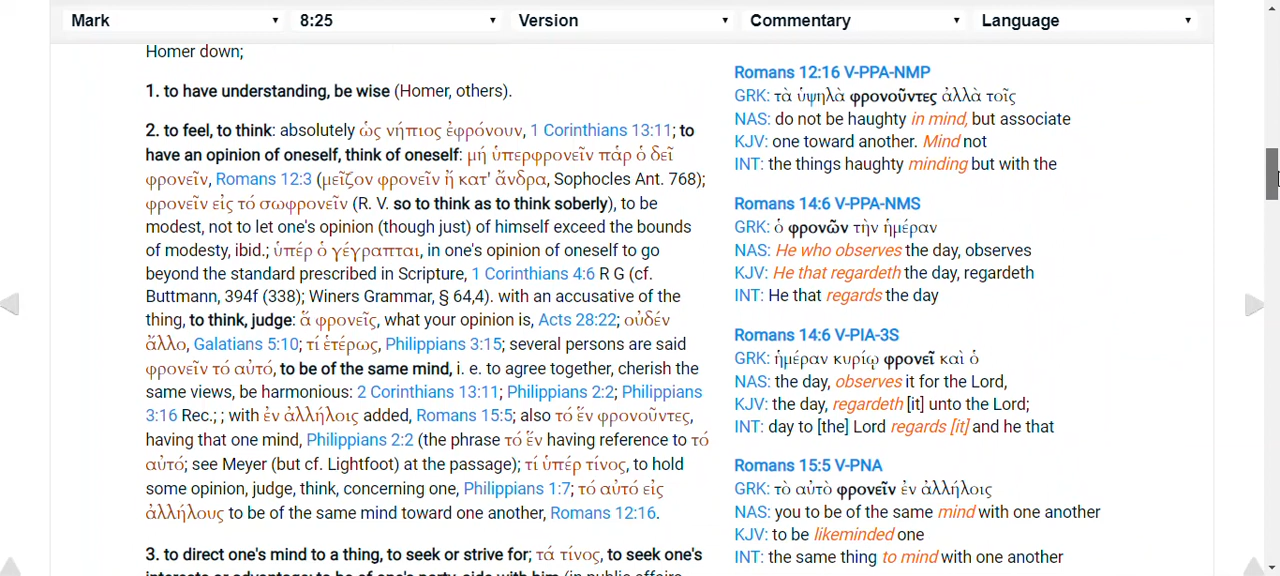 Mark 8:25 Version Commentary Language
Homer down;
1. to have understanding, be wise (Homer, others).
2. to feel, to think: absolutely ὡς νήπιος ἐφρόνουν, 1 Corinthians 13:11; to
have an opinion of oneself, think of oneself: μή ὑπερφρονεῖν πάρ ὁ δεῖ
φρονεῖν, Romans 12:3 (μεῖζον φρονεῖν ἤ κατ' ἄνδρα, Sophocles Ant. 768);
φρονεῖν εἰς τό σωφρονεῖν (R. V. so to think as to think soberly), to be
modest, not to let one's opinion (though just) of himself exceed the bounds
of modesty, ibid.; ὑπέρ ὁ γέγραπται, in one's opinion of oneself to go
beyond the standard prescribed in Scripture, 1 Corinthians 4:6 R G (cf.
Buttmann, 394f (338); Winers Grammar, § 64,4). with an accusative of the
thing, to think, judge: ἅ φρονεῖς, what your opinion is, Acts 28:22; οὐδέν
ἄλλο, Galatians 5:10; τί ἑτέρως, Philippians 3:15; several persons are said
φρονεῖν τό αὐτό, to be of the same mind, i. e. to agree together, cherish the
same views, be harmonious: 2 Corinthians 13:11; Philippians 2:2; Philippians
3:16 Rec.; ; with ἐν ἀλλήλοις added, Romans 15:5; also τό ἕν φρονοῦντες,
having that one mind, Philippians 2:2 (the phrase τό ἕν having reference to τό
αὐτό; see Meyer (but cf. Lightfoot) at the passage); τί ὑπέρ τίνος, to hold
some opinion, judge, think, concerning one, Philippians 1:7; τό αὐτό εἰς
ἀλλήλους to be of the same mind toward one another, Romans 12:16.
3. to direct one's mind to a thing, to seek or strive for; τά τίνος, to seek one's
interests or advantage; to be of one's party, side with him (in public affairs
Romans 12:16 V-PPA-NMP
GRK: τὰ ὑψηλὰ φρονοῦντες ἀλλὰ τοῖς
NAS: do not be haughty in mind, but associate
KJV: one toward another. Mind not
INT: the things haughty minding but with the
Romans 14:6 V-PPA-NMS
GRK: ὁ φρονῶν τὴν ἡμέραν
NAS: He who observes the day, observes
KJV: He that regardeth the day, regardeth
INT: He that regards the day
Romans 14:6 V-PIA-3S
GRK: ἡμέραν κυρίῳ φρονεῖ καὶ ὁ
NAS: the day, observes it for the Lord,
KJV: the day, regardeth [it] unto the Lord;
INT: day to [the] Lord regards [it] and he that
Romans 15:5 V-PNA
GRK: τὸ αὐτὸ φρονεῖν ἐν ἀλλήλοις
NAS: you to be of the same mind with one another
KJV: to be likeminded one
INT: the same thing to mind with one another